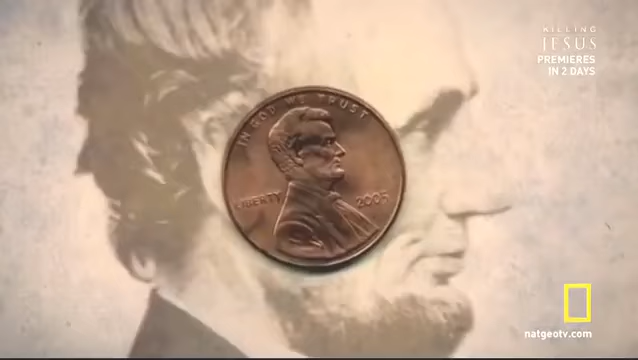 KILLING
JESUS
PREMIERES
IN 2 DAYS
IN GOD WE TRUST
LIBERTY
2005
natgeotv.com